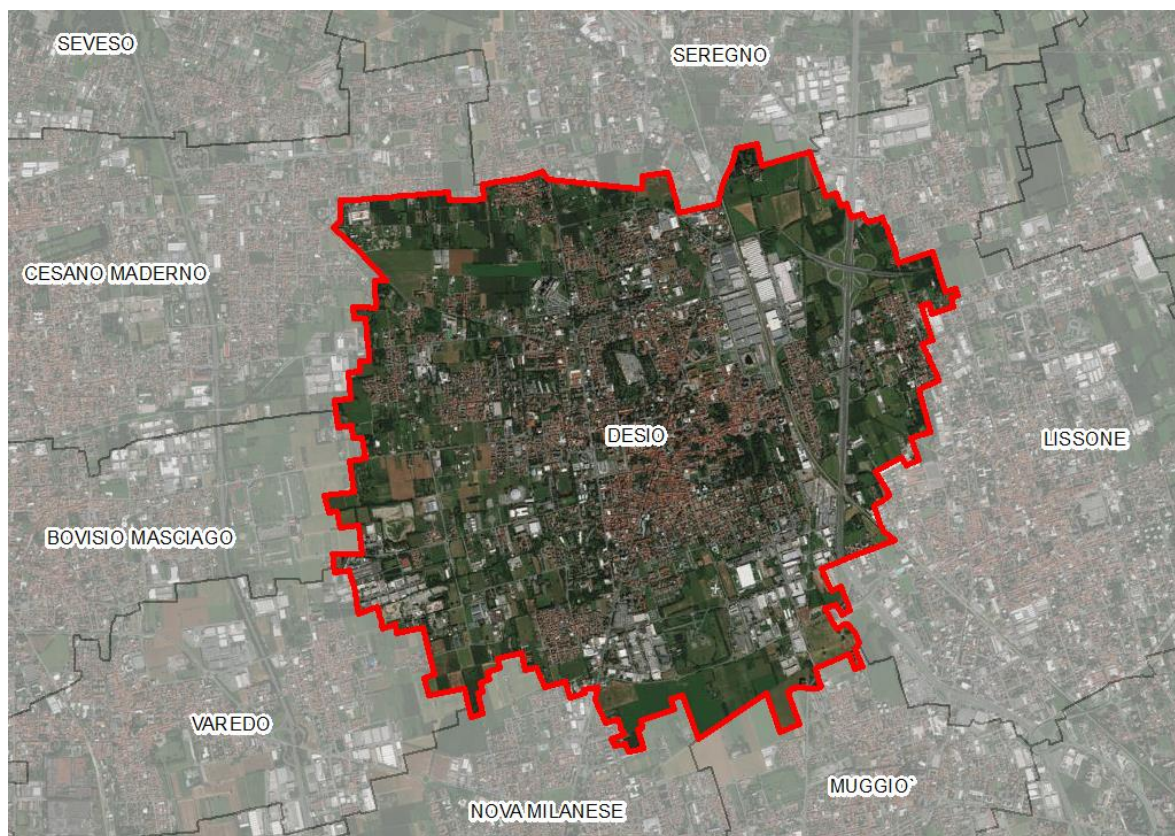 SEVESO
SEREGNO
CESANO MADERNO
DESIO
LISSONE
BOVISIO MASCIAGO
VAREDO
MUGGIO`
NOVA MILANESE